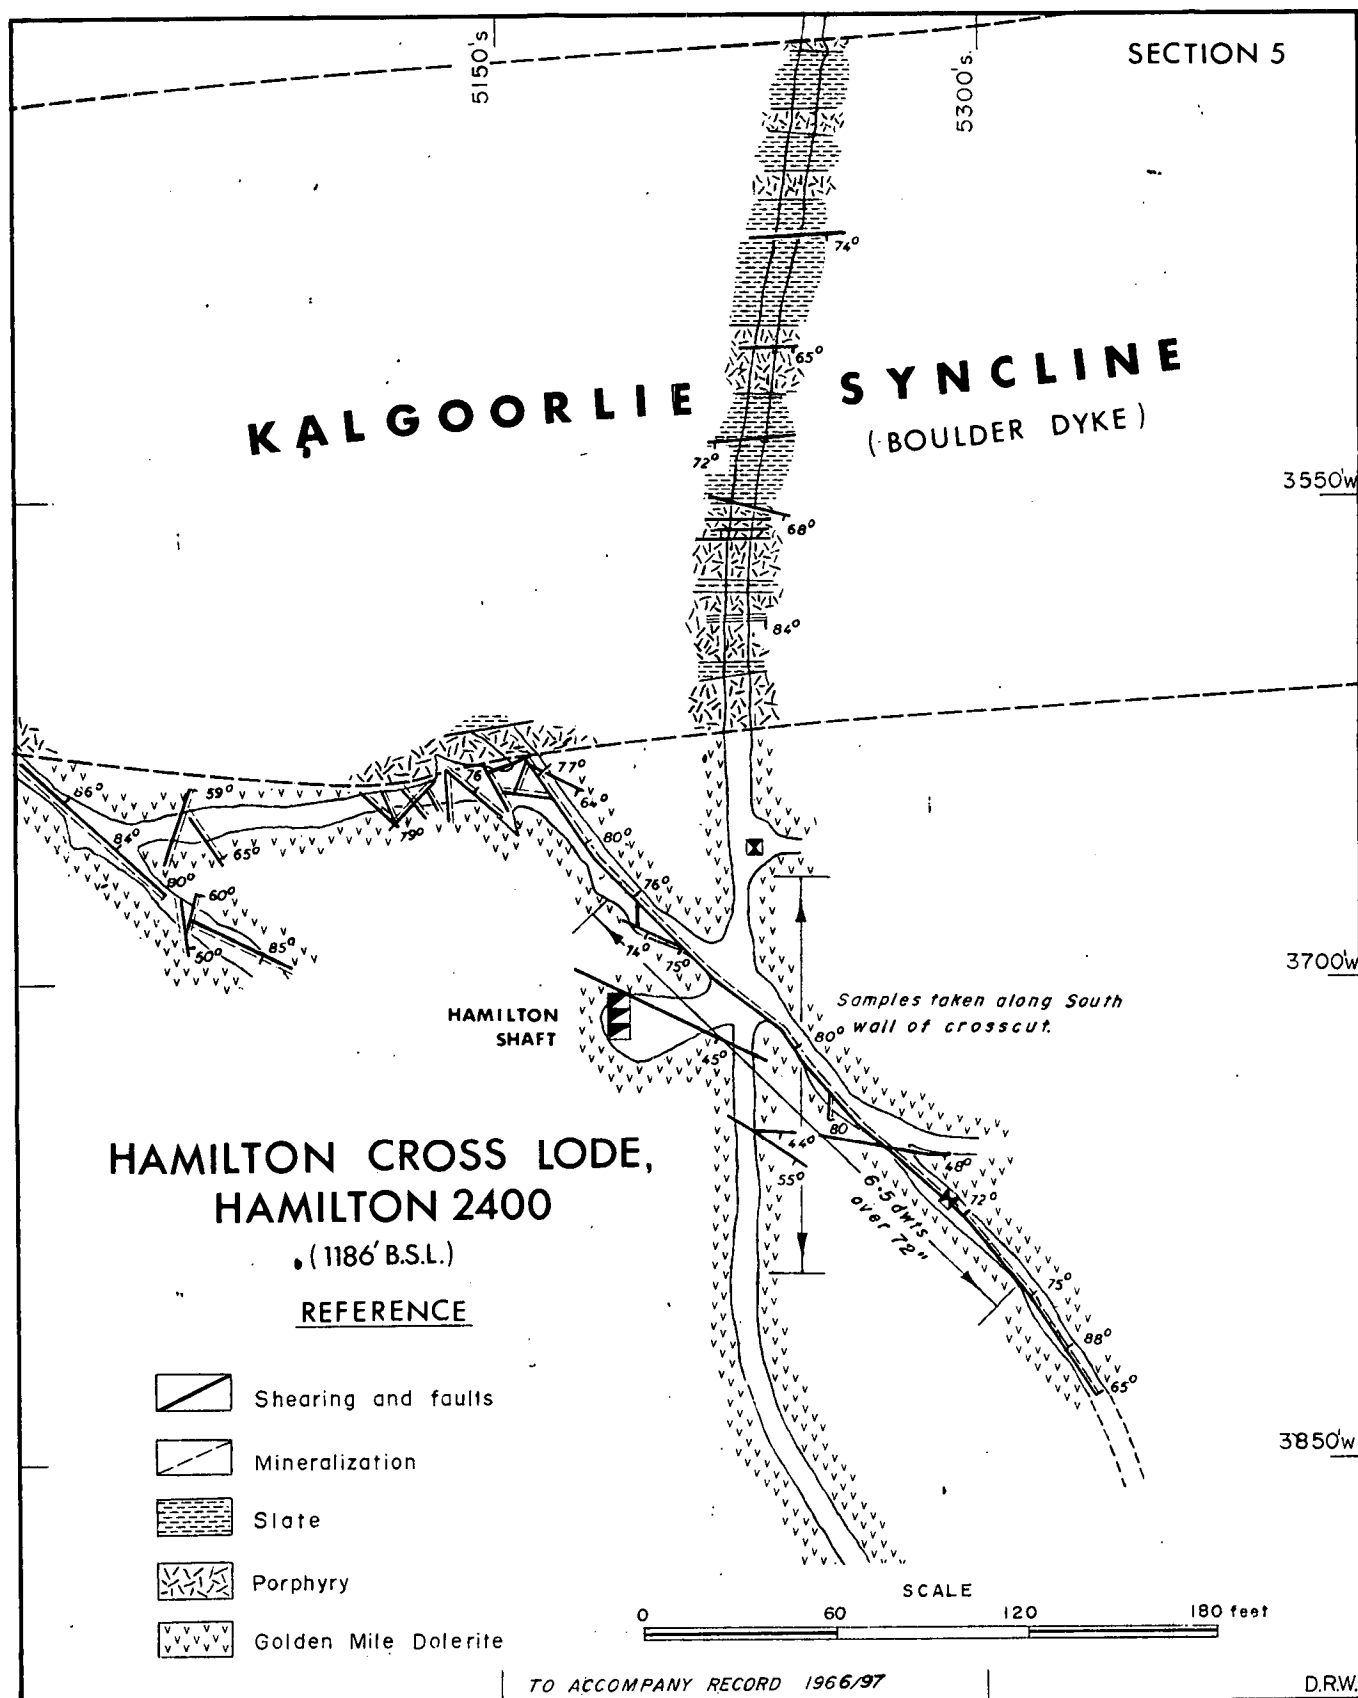 SECTION 5
5150's
5300's.
74°
65°
KALGOORLIE SYNCLINE
(BOULDER DYKE)
72°
3550'W
68°
84°
77°
76
64°
66°
59°
79°
80°
84°
65°
80°
76°
60°
50°
85°
74°
75°
3700'W
Samples taken along South
wall of crosscut.
HAMILTON
SHAFT
80°
45°
80
44°
48°
55°
72°
6.5 dwts
over 72"
HAMILTON CROSS LODE,
HAMILTON 2400
(1186' B.S.L.)
REFERENCE
75°
88°
65°
Shearing and faults
3850'W
Mineralization
Slate
Porphyry
Golden Mile Dolerite
SCALE
0 60 120 180 feet
TO ACCOMPANY RECORD 1966/97
D.R.W.